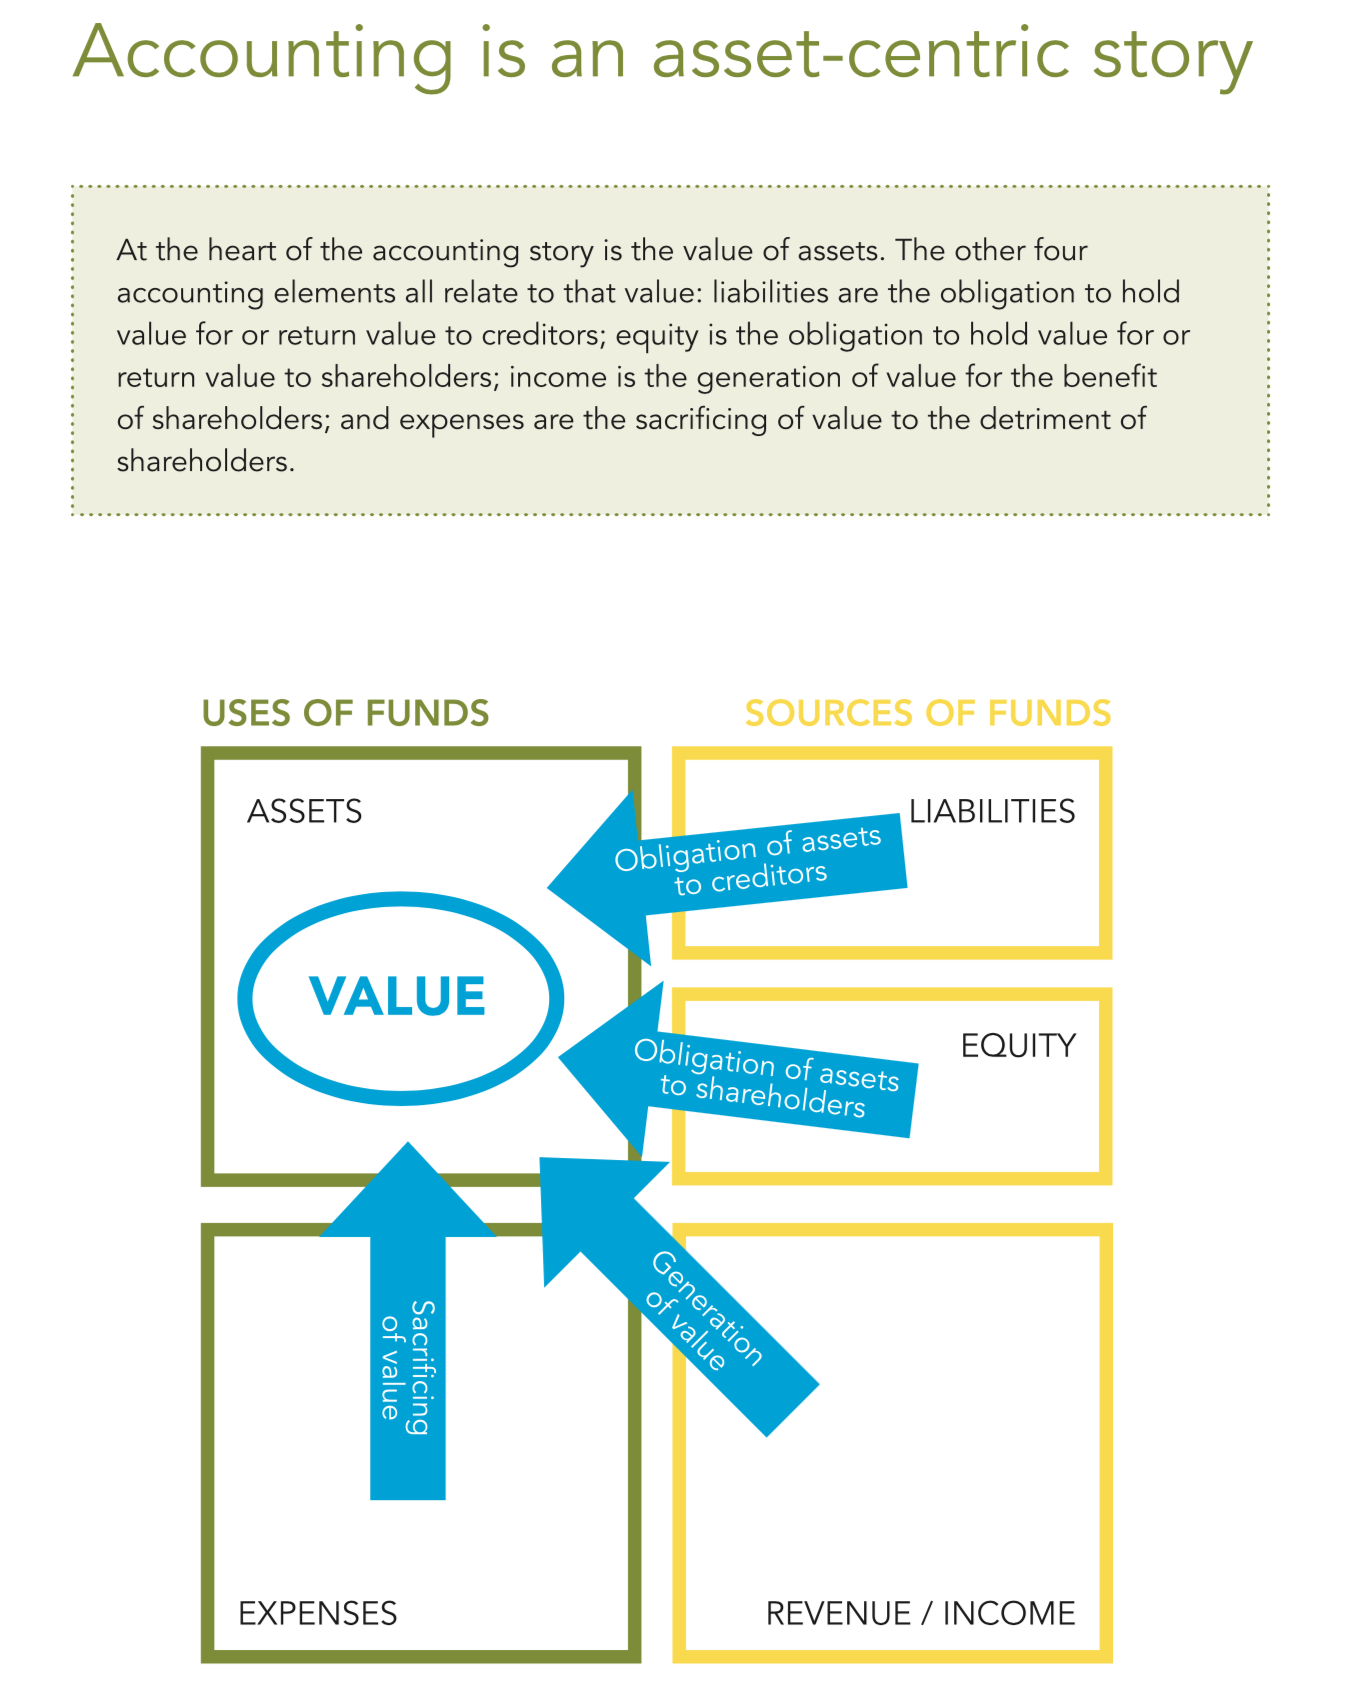 Accounting is an asset-centric story
At the heart of the accounting story is the value of assets. The other four
accounting elements all relate to that value: liabilities are the obligation to hold
value for or return value to creditors; equity is the obligation to hold value for or
return value to shareholders; income is the generation of value for the benefit
of shareholders; and expenses are the sacrificing of value to the detriment of
shareholders.
USES OF FUNDS
SOURCES OF FUNDS
ASSETS
LIABILITIES
Obligation of assets
to creditors
VALUE
EQUITY
Obligation of assets
to shareholders
Generation
of value
Sacrificing
of value
EXPENSES
REVENUE / INCOME